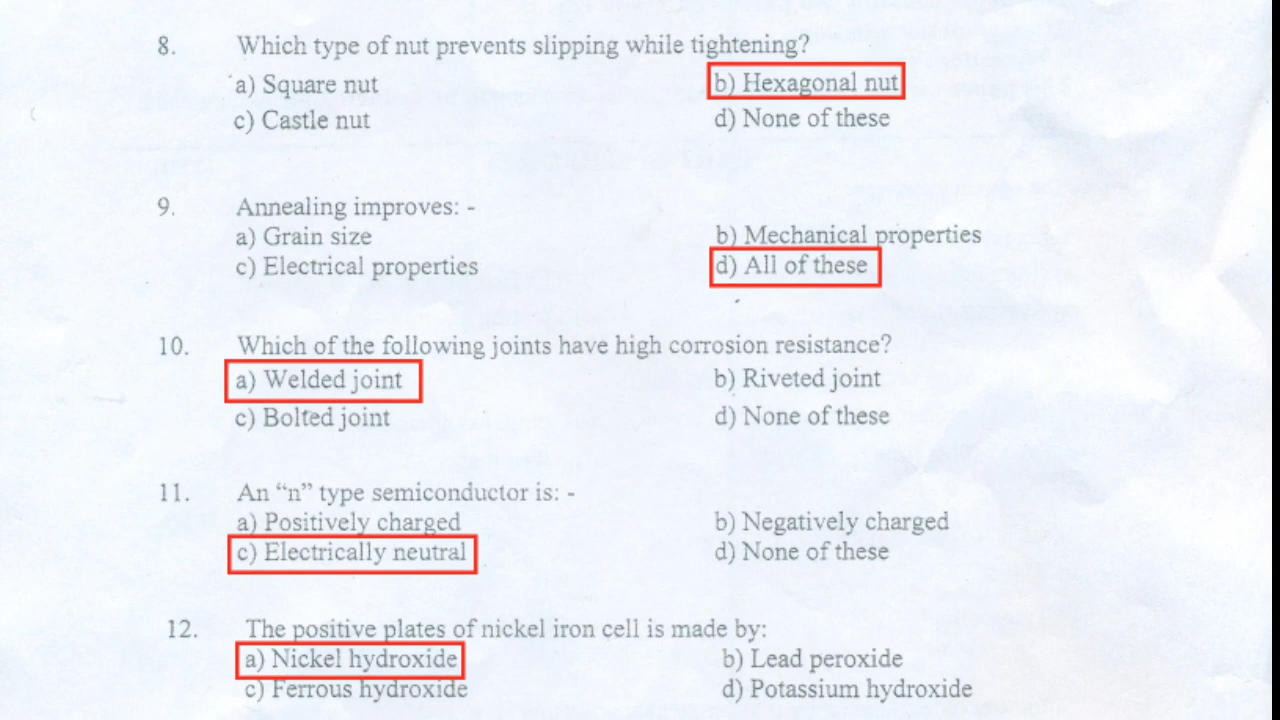 8. Which type of nut prevents slipping while tightening?
a) Square nut b) Hexagonal nut
c) Castle nut d) None of these
9. Annealing improves: -
a) Grain size b) Mechanical properties
c) Electrical properties d) All of these
10. Which of the following joints have high corrosion resistance?
a) Welded joint b) Riveted joint
c) Bolted joint d) None of these
11. An “n” type semiconductor is: -
a) Positively charged b) Negatively charged
c) Electrically neutral d) None of these
12. The positive plates of nickel iron cell is made by:
a) Nickel hydroxide b) Lead peroxide
c) Ferrous hydroxide d) Potassium hydroxide